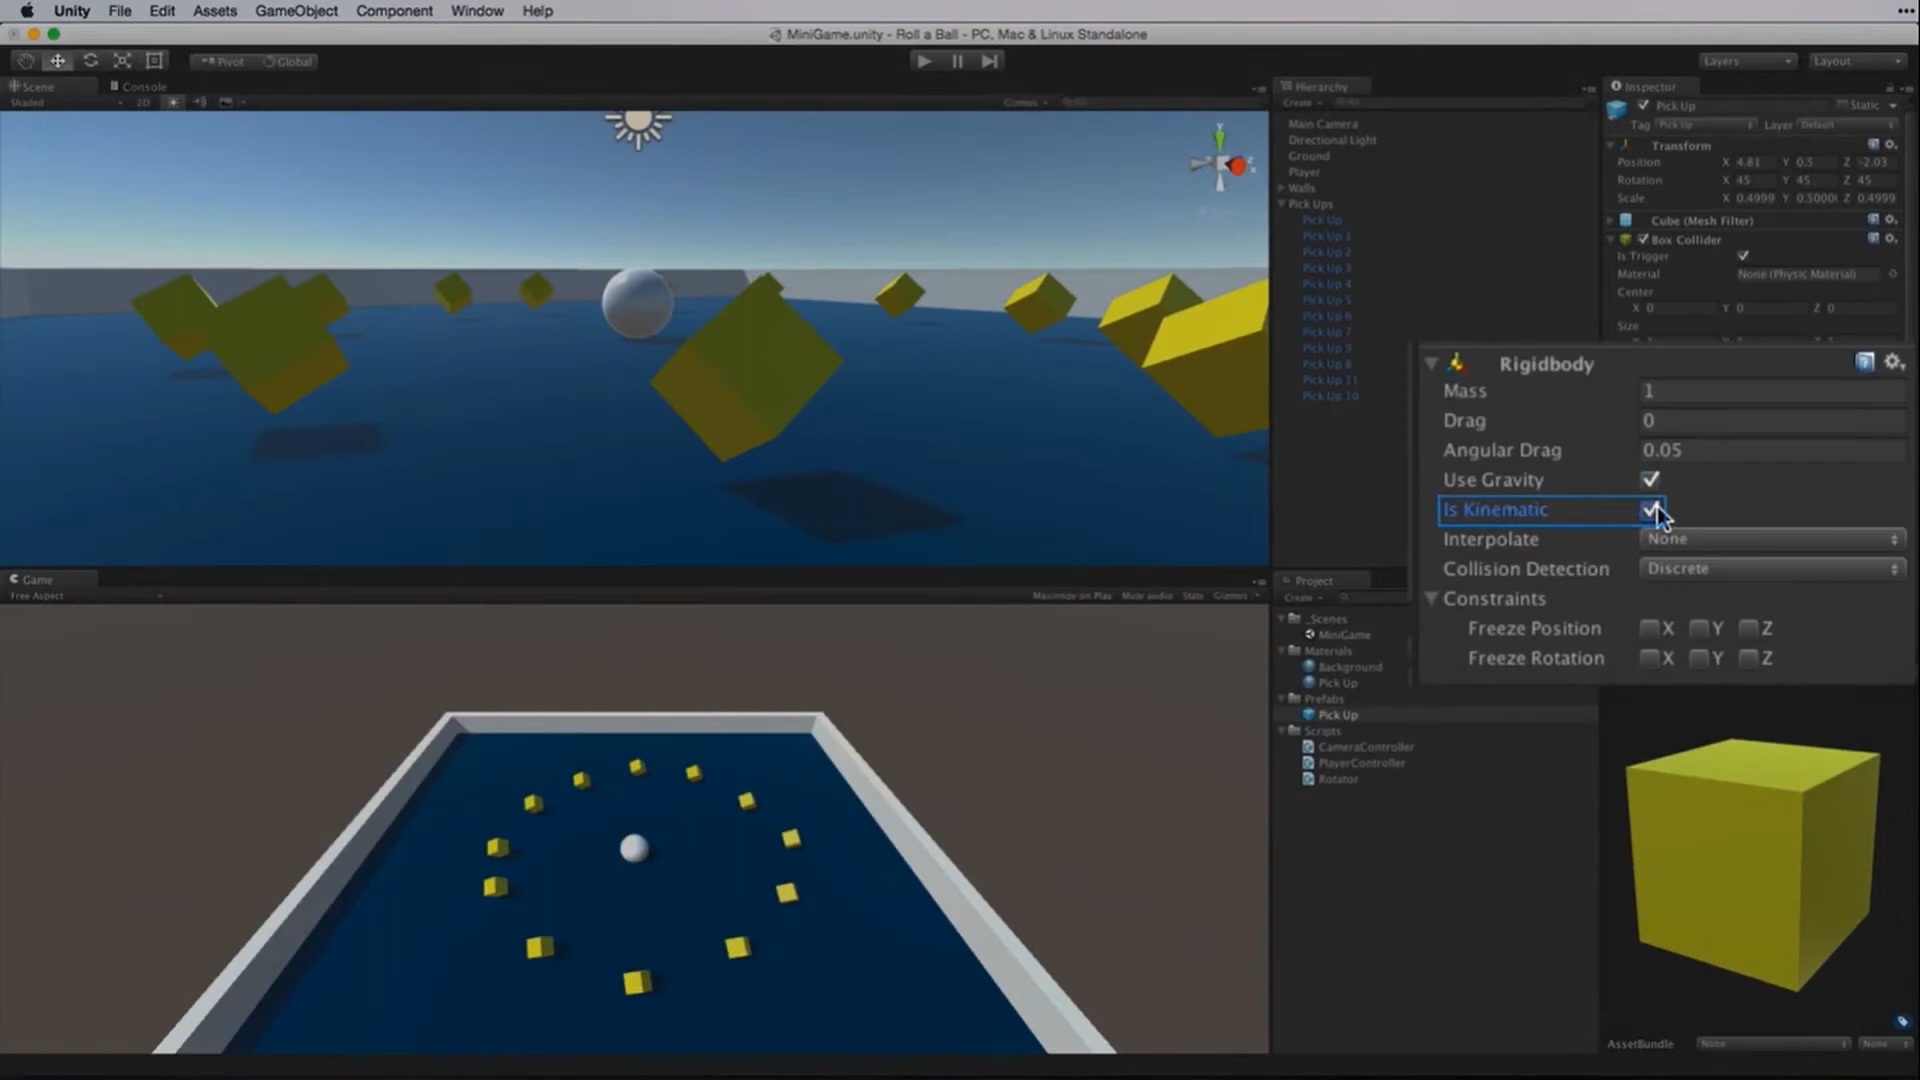 Unity File Edit Assets GameObject Component Window Help
MiniGame.unity - Roll a Ball - PC, Mac & Linux Standalone
Pivot Global Layers Layout
Scene Console
Shaded 2D Gizmos All
y
z
x
Game
Free Aspect Maximize on Play Mute audio Stats Gizmos
Hierarchy
Create All
Main Camera
Directional Light
Ground
Player
Walls
Pick Ups
Pick Up
Pick Up 1
Pick Up 2
Pick Up 3
Pick Up 4
Pick Up 5
Pick Up 6
Pick Up 7
Pick Up 9
Pick Up 8
Pick Up 11
Pick Up 10
Project
Create
_Scenes
MiniGame
Materials
Background
Pick Up
Prefabs
Pick Up
Scripts
CameraController
PlayerController
Rotator
Inspector
Pick Up Static
Tag Pick Up Layer Default
Transform
Position X 4.81 Y 0.5 Z -2.03
Rotation X 45 Y 45 Z 45
Scale X 0.4999 Y 0.5000 Z 0.4999
Cube (Mesh Filter)
Box Collider
Is Trigger
Material None (Physic Material)
Center
X 0 Y 0 Z 0
Size
Rigidbody
Mass 1
Drag 0
Angular Drag 0.05
Use Gravity
Is Kinematic
Interpolate None
Collision Detection Discrete
Constraints
Freeze Position X Y Z
Freeze Rotation X Y Z
AssetBundle None None